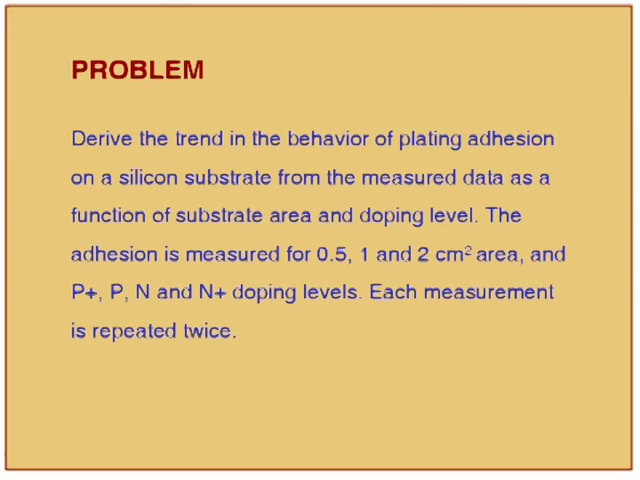 PROBLEM
Derive the trend in the behavior of plating adhesion
on a silicon substrate from the measured data as a
function of substrate area and doping level. The
adhesion is measured for 0.5, 1 and 2 cm² area, and
P+, P, N and N+ doping levels. Each measurement
is repeated twice.